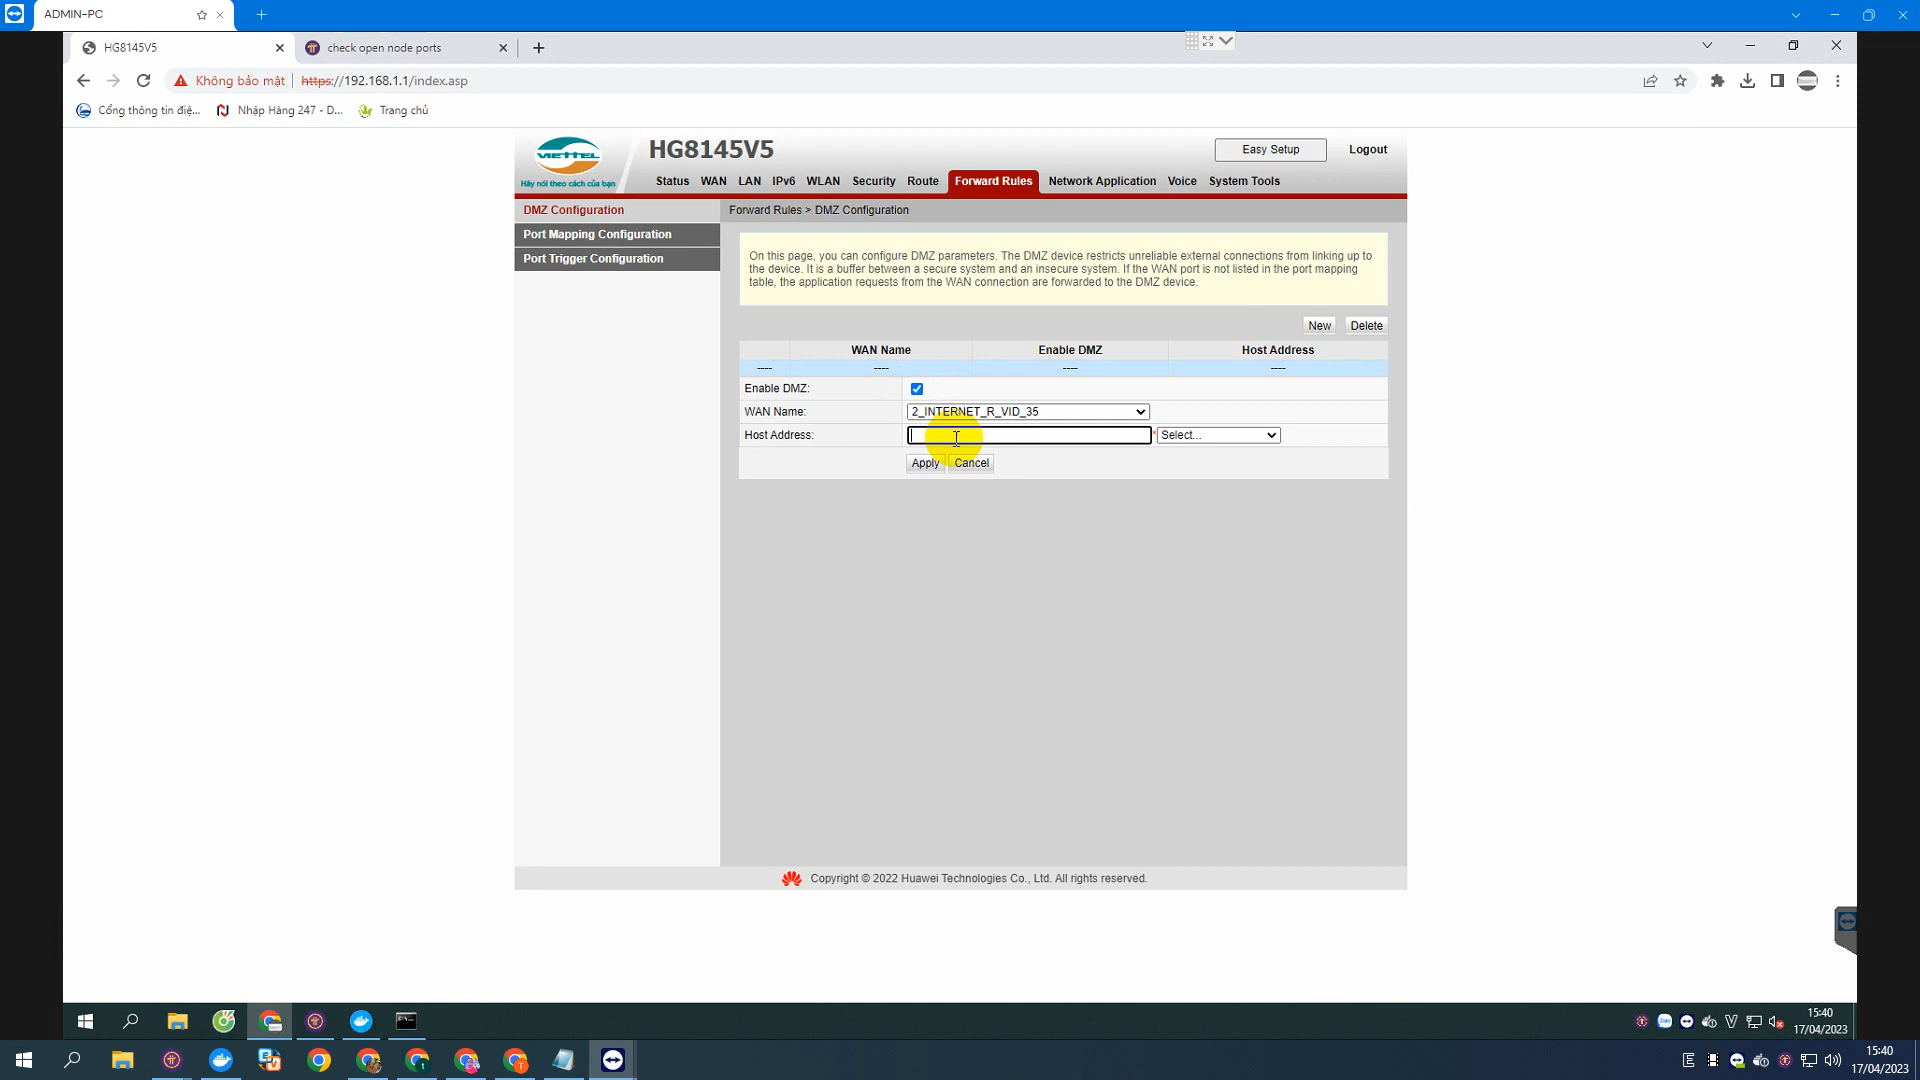 ADMIN-PC
HG8145V5
check open node ports
Không bảo mật
https://192.168.1.1/index.asp
Cổng thông tin điệ...
Nhập Hàng 247 - D...
Trang chủ
VIETTEL
Hãy nói theo cách của bạn
HG8145V5
Easy Setup
Logout
Status WAN LAN IPv6 WLAN Security Route Forward Rules Network Application Voice System Tools
DMZ Configuration
Forward Rules > DMZ Configuration
Port Mapping Configuration
Port Trigger Configuration
On this page, you can configure DMZ parameters. The DMZ device restricts unreliable external connections from linking up to
the device. It is a buffer between a secure system and an insecure system. If the WAN port is not listed in the port mapping
table, the application requests from the WAN connection are forwarded to the DMZ device.
New Delete
WAN Name Enable DMZ Host Address
---- ---- ---- ----
Enable DMZ:
WAN Name: 2_INTERNET_R_VID_35
Host Address: * Select...
Apply Cancel
Copyright © 2022 Huawei Technologies Co., Ltd. All rights reserved.
15:40
17/04/2023
15:40
17/04/2023